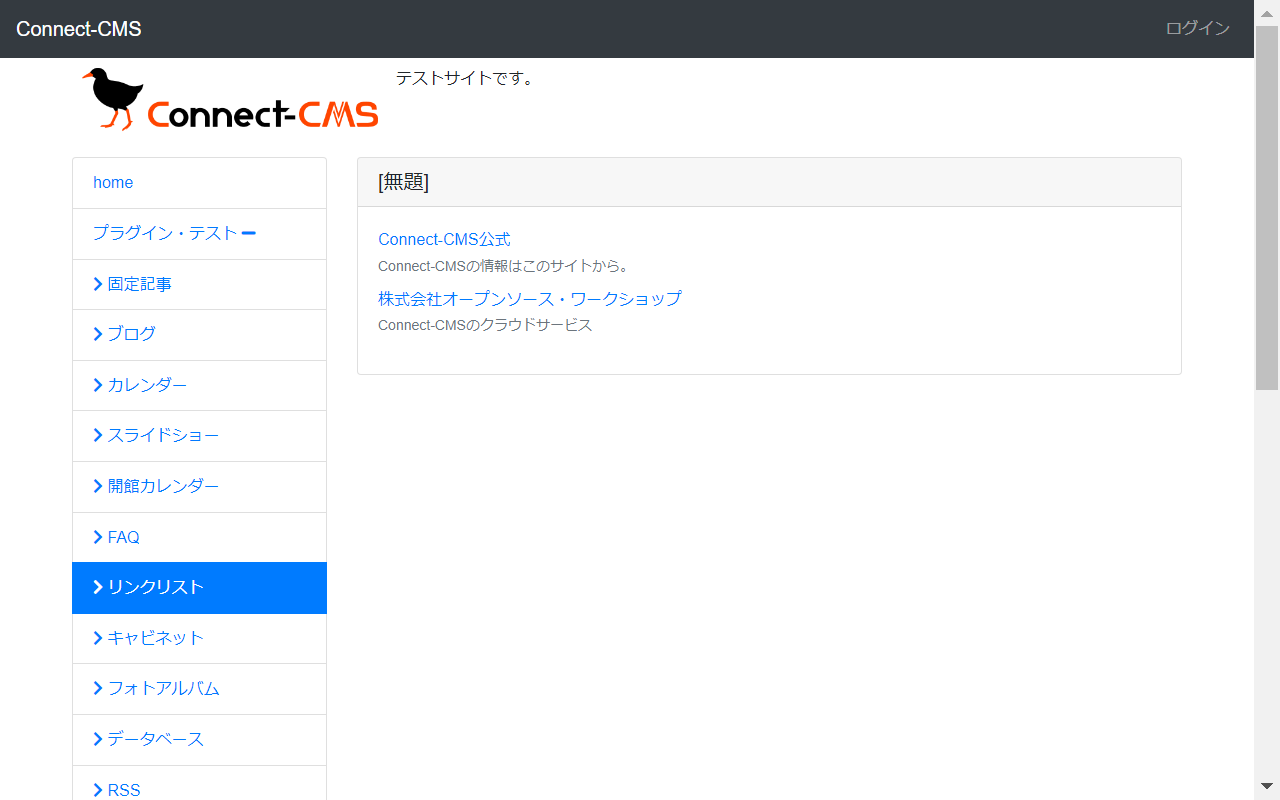 Connect-CMS
ログイン
Connect-CMS
テストサイトです。
home
プラグイン・テスト
固定記事
ブログ
カレンダー
スライドショー
開館カレンダー
FAQ
リンクリスト
キャビネット
フォトアルバム
データベース
RSS
[無題]
Connect-CMS公式
Connect-CMSの情報はこのサイトから。
株式会社オープンソース・ワークショップ
Connect-CMSのクラウドサービス